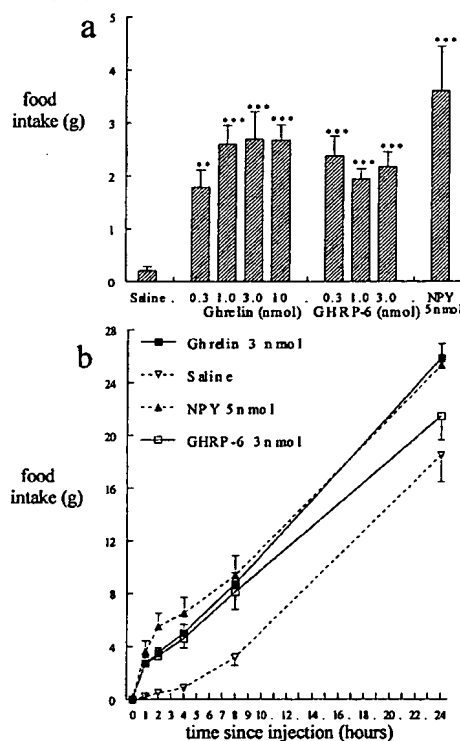 a
food
intake (g)
6
5
4
3
2
1
0
*** *** *** *** *** *** *** **
Saline . 0.3 1.0 3.0 10 . 0.3 1.0 3.0 . NPY
Ghrelin (nmol) GHRP-6 (nmol) 5 nmol
b
28
24
20
16
12
8
4
0
Ghrelin 3 nmol
Saline
NPY 5nmol
GHRP-6 3nmol
food
intake (g)
0 1 2 3 4 5 6 7 8 9 10 . 12 . 14 . 16 . 18 . 20 . 22 . 24
time since injection (hours)